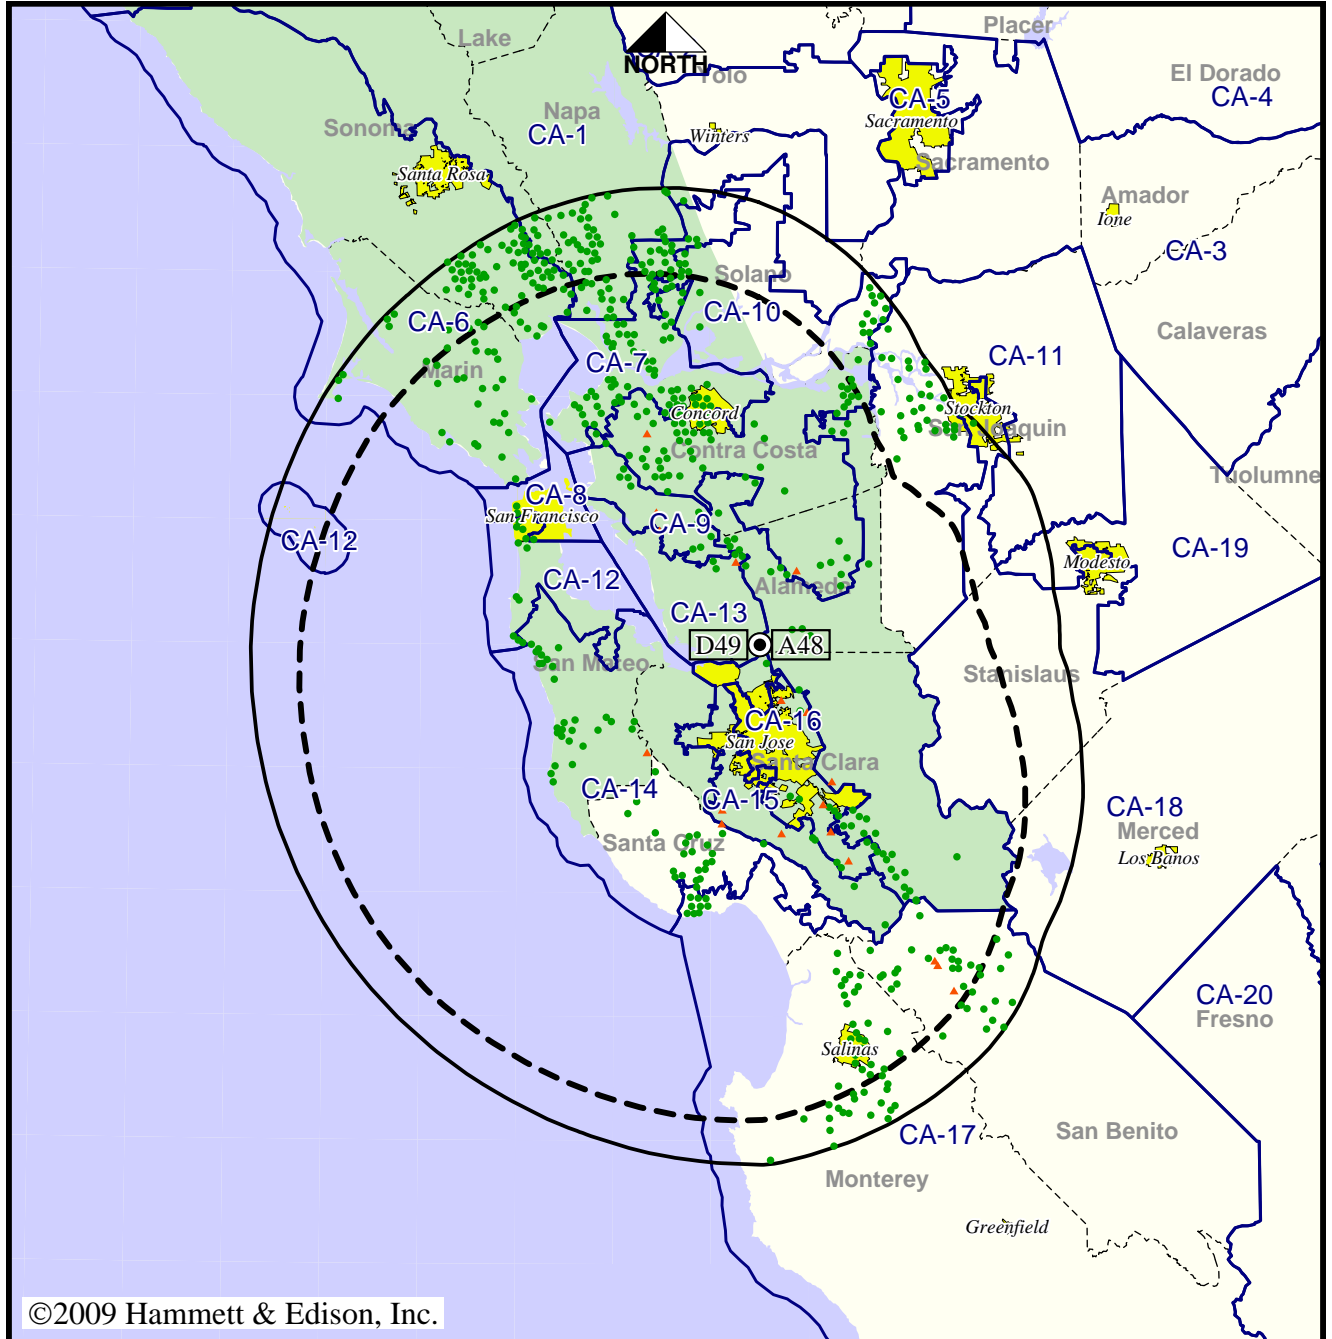 Placer
Lake
NORTH
Yolo
El Dorado
CA-4
CA-5
Napa
Sacramento
Sonoma
CA-1
Winters
Sacramento
Santa Rosa
Amador
Ione
CA-3
Solano
CA-10
CA-6
Calaveras
CA-11
CA-7
Marin
Concord
Stockton
San Joaquin
Contra Costa
Tuolumne
CA-8
San Francisco
CA-9
CA-12
CA-19
Modesto
CA-12
Alameda
CA-13
D49
A48
San Mateo
Stanislaus
CA-16
San Jose
Santa Clara
CA-14
CA-15
CA-18
Merced
Santa Cruz
Los Banos
CA-20
Fresno
Salinas
CA-17
San Benito
Monterey
Greenfield
©2009 Hammett & Edison, Inc.